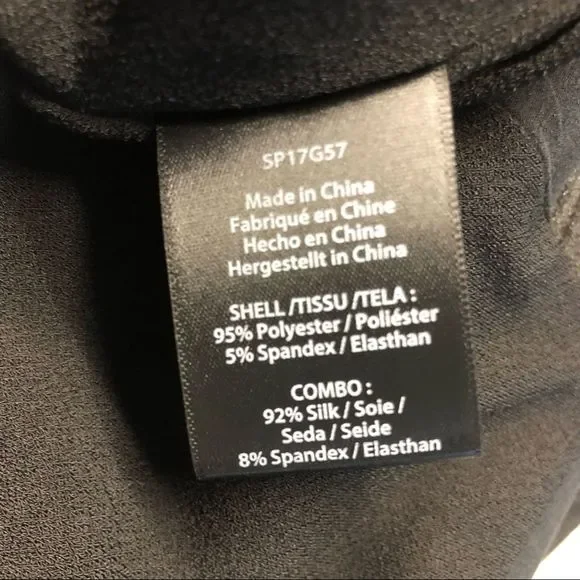 SP17G57
Made in China
Fabriqué en Chine
Hecho en China
Hergestellt in China
SHELL /TISSU /TELA :
95% Polyester / Poliéster
5% Spandex / Elasthan
COMBO :
92% Silk / Soie /
Seda / Seide
8% Spandex / Elasthan